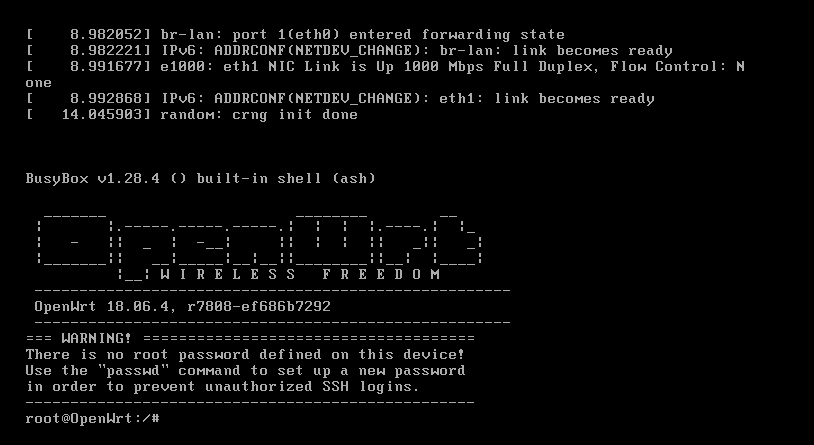 [    8.982052] br-lan: port 1(eth0) entered forwarding state
[    8.982221] IPv6: ADDRCONF(NETDEV_CHANGE): br-lan: link becomes ready
[    8.991677] e1000: eth1 NIC Link is Up 1000 Mbps Full Duplex, Flow Control: N
one
[    8.992868] IPv6: ADDRCONF(NETDEV_CHANGE): eth1: link becomes ready
[   14.045903] random: crng init done
BusyBox v1.28.4 () built-in shell (ash)
OpenWrt
W I R E L E S S   F R E E D O M
-----------------------------------------------------
OpenWrt 18.06.4, r7808-ef686b7292
-----------------------------------------------------
=== WARNING! =====================================
There is no root password defined on this device!
Use the "passwd" command to set up a new password
in order to prevent unauthorized SSH logins.
--------------------------------------------------
root@OpenWrt:/#